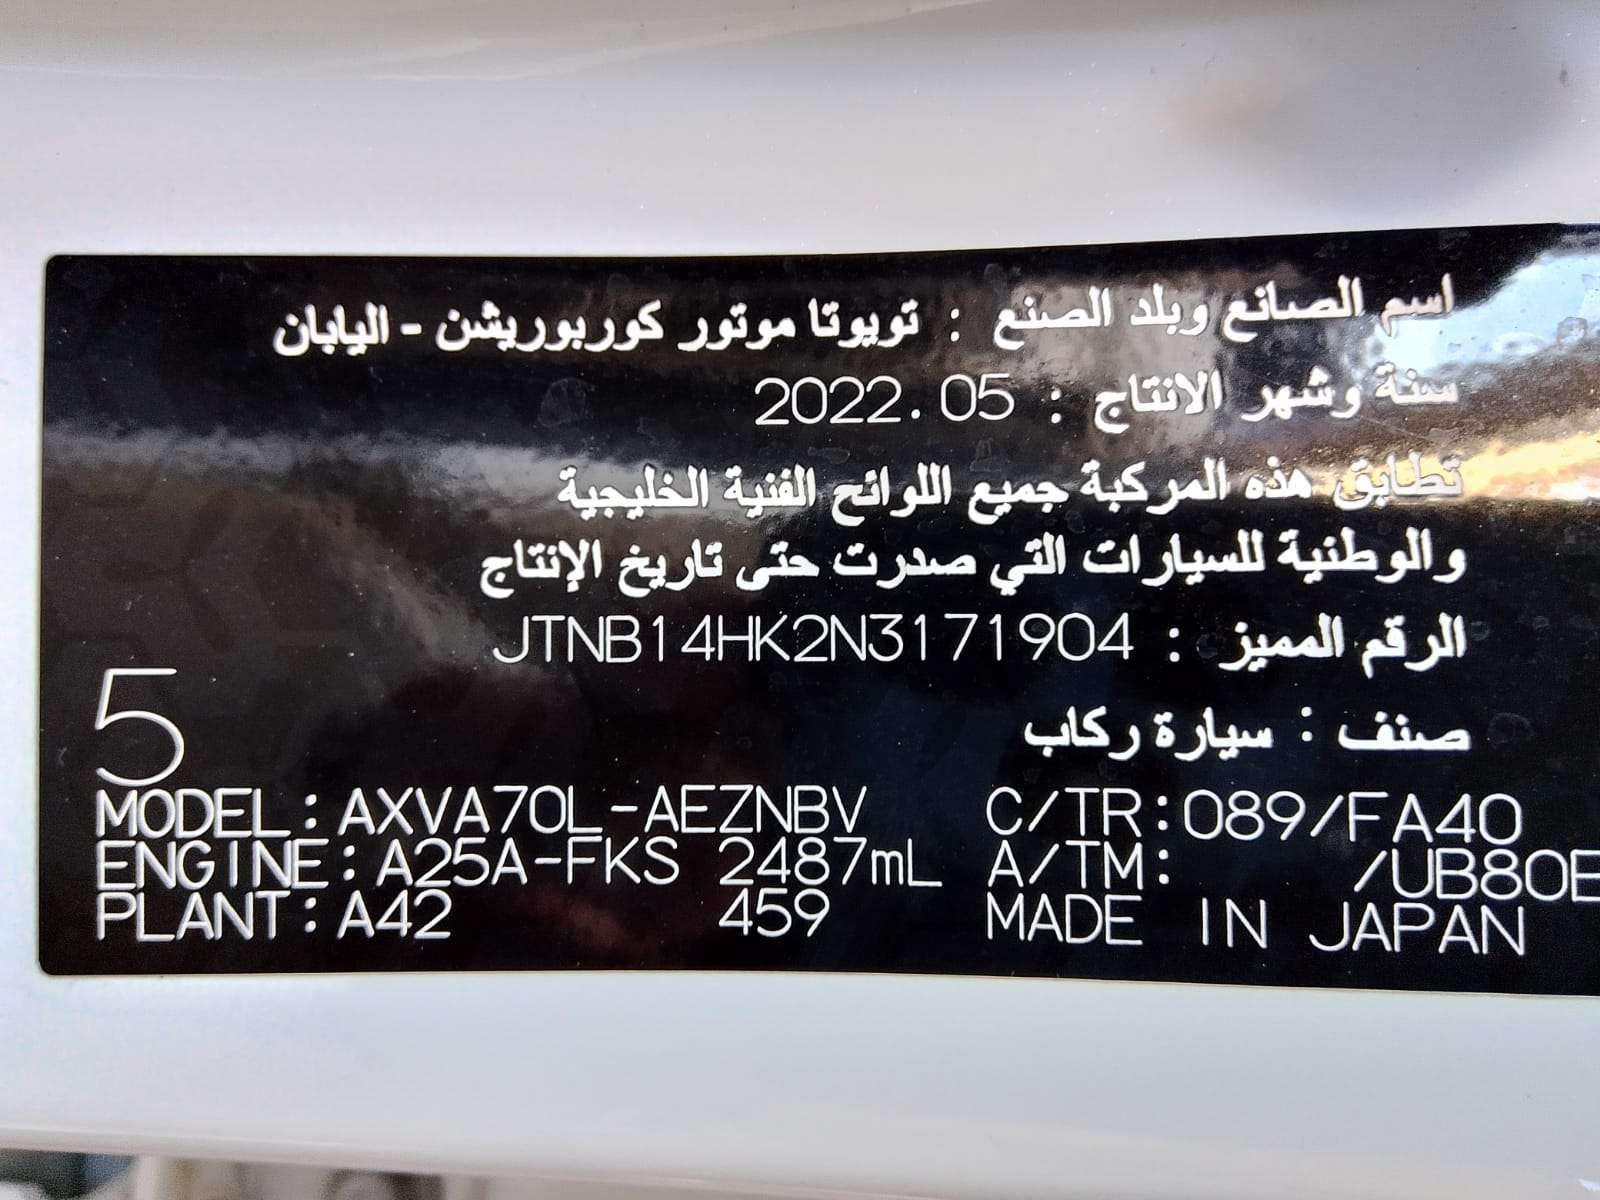 اسم الصانع وبلد الصنع : تويوتا موتور كوربوريشن - اليابان
سنة وشهر الانتاج : 2022.05
تطابق هذه المركبة جميع اللوائح الفنية الخليجية
والوطنية للسيارات التي صدرت حتى تاريخ الإنتاج
الرقم المميز : JTNB14HK2N3171904
صنف : سيارة ركاب
5
MODEL:AXVA70L-AEZNBV C/TR:089/FA40
ENGINE:A25A-FKS 2487mL A/TM: /UB80E
PLANT:A42 459 MADE IN JAPAN